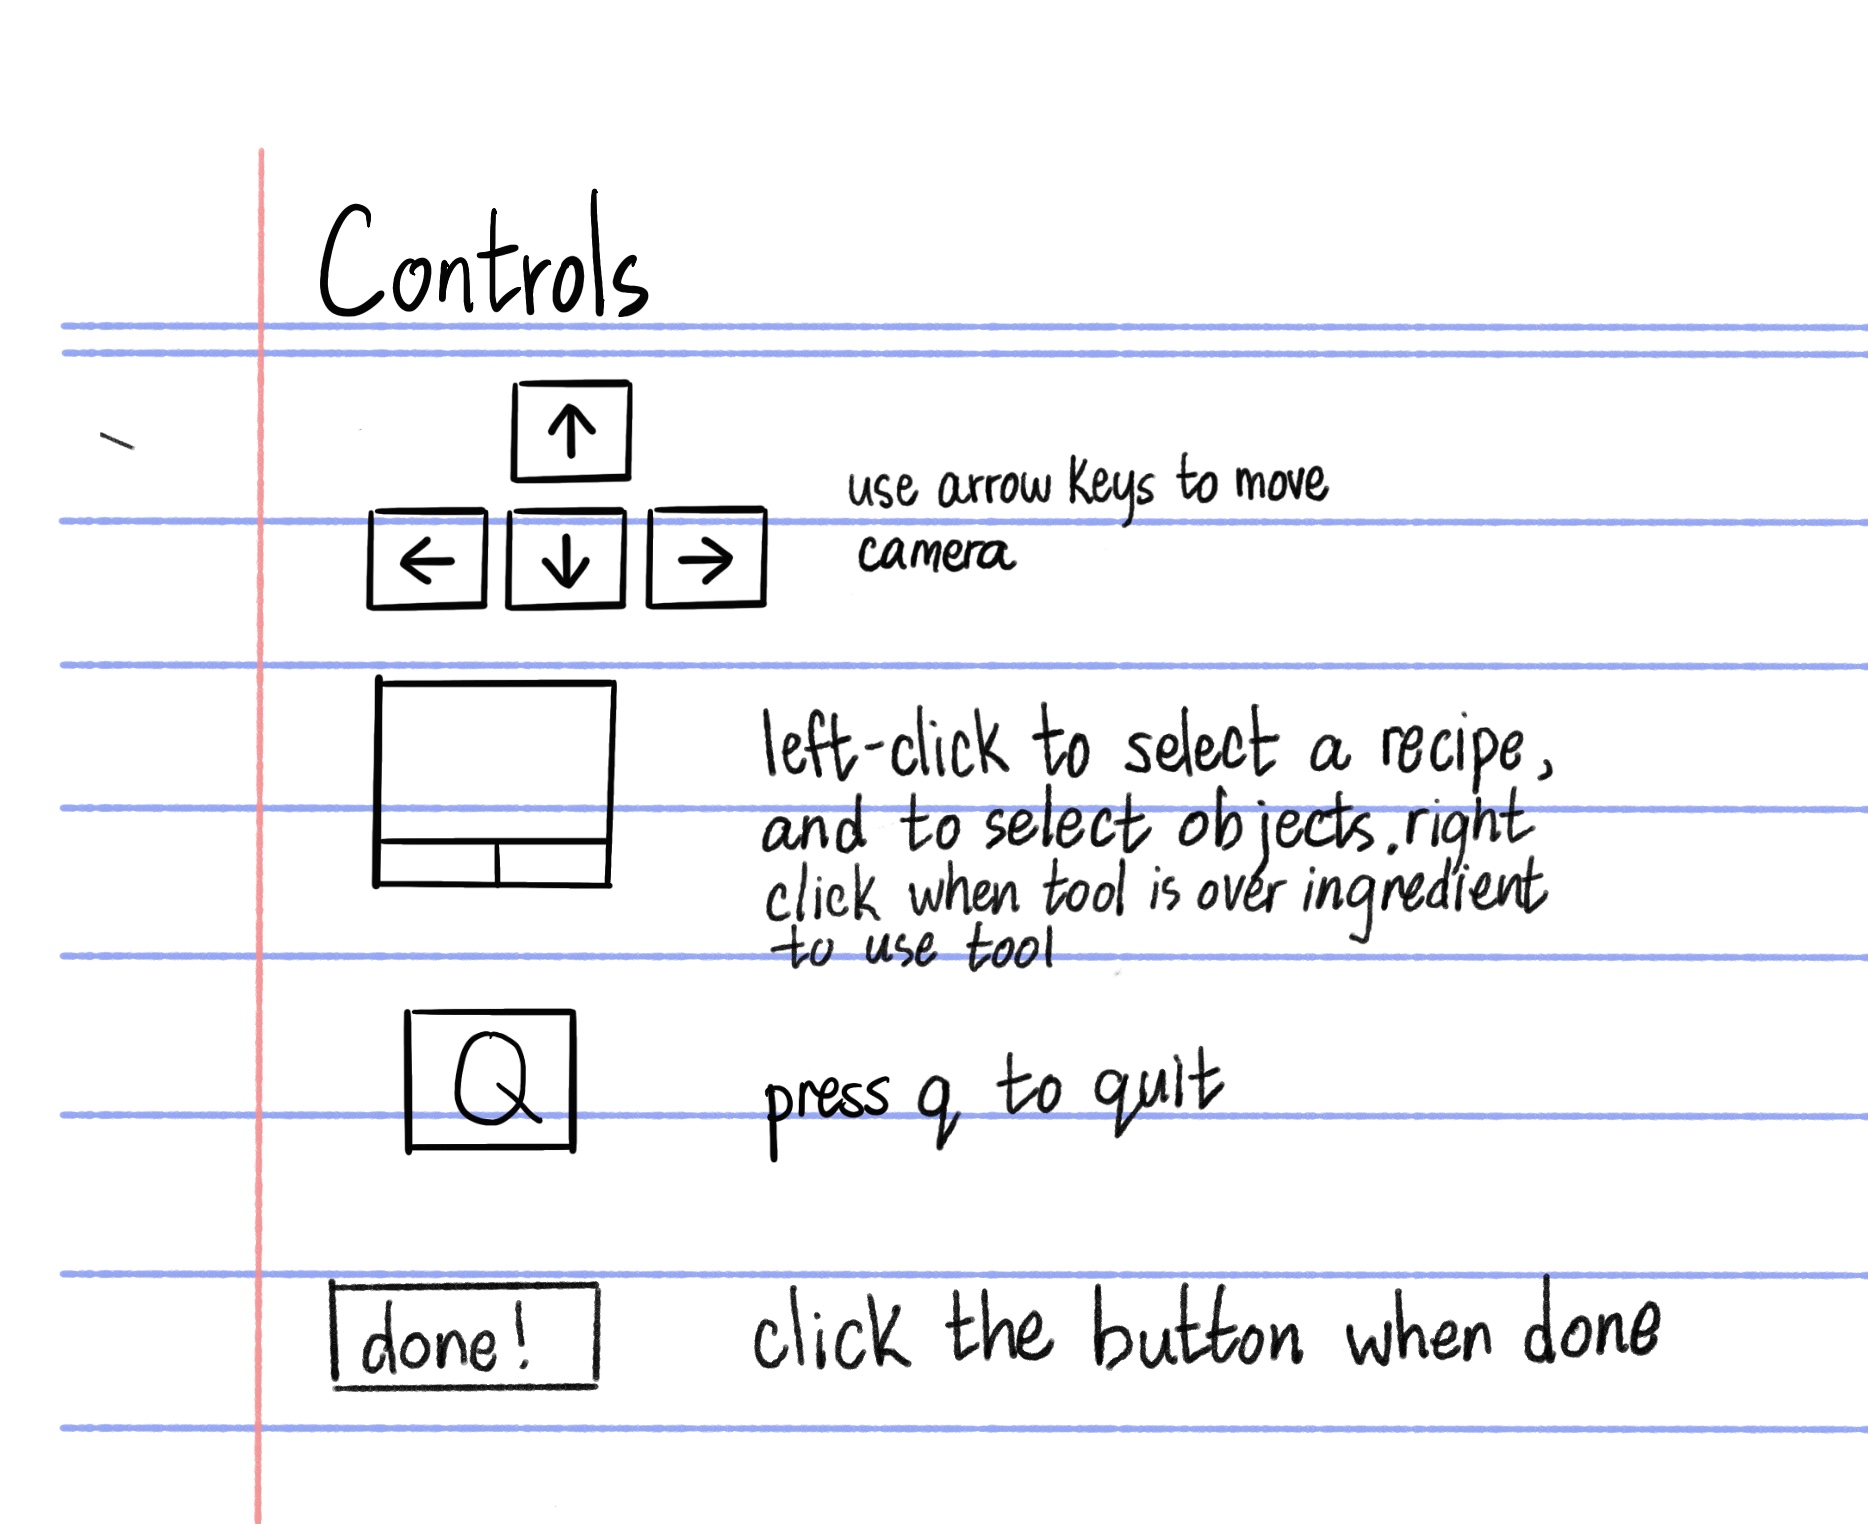 Controls
↑
← ↓ →
use arrow keys to move
camera
left-click to select a recipe,
and to select objects. right
click when tool is over ingredient
to use tool
Q
press q to quit
done!
click the button when done